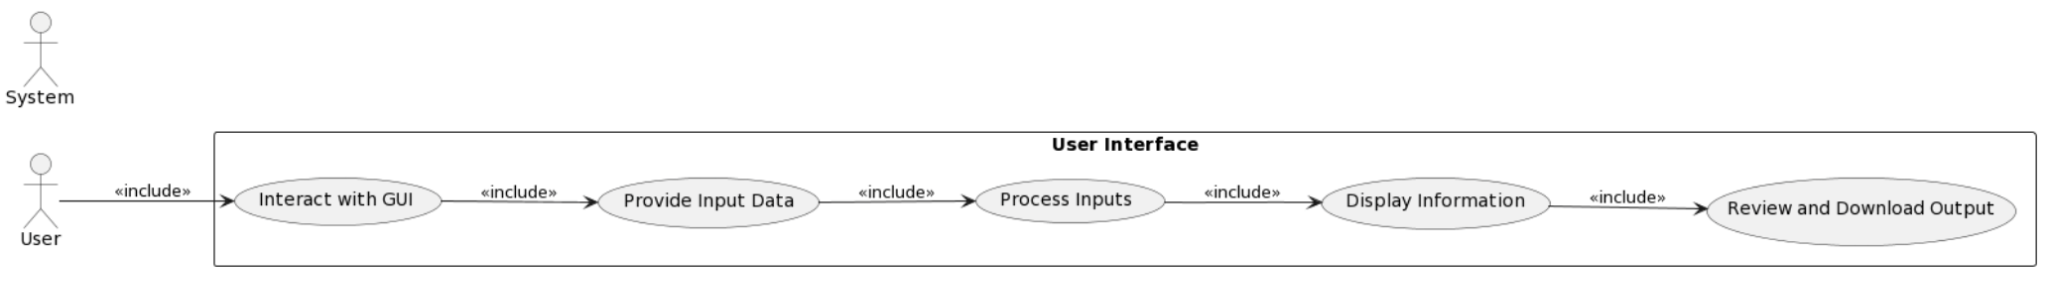 System
User Interface
User
«include»
Interact with GUI
«include»
Provide Input Data
«include»
Process Inputs
«include»
Display Information
«include»
Review and Download Output